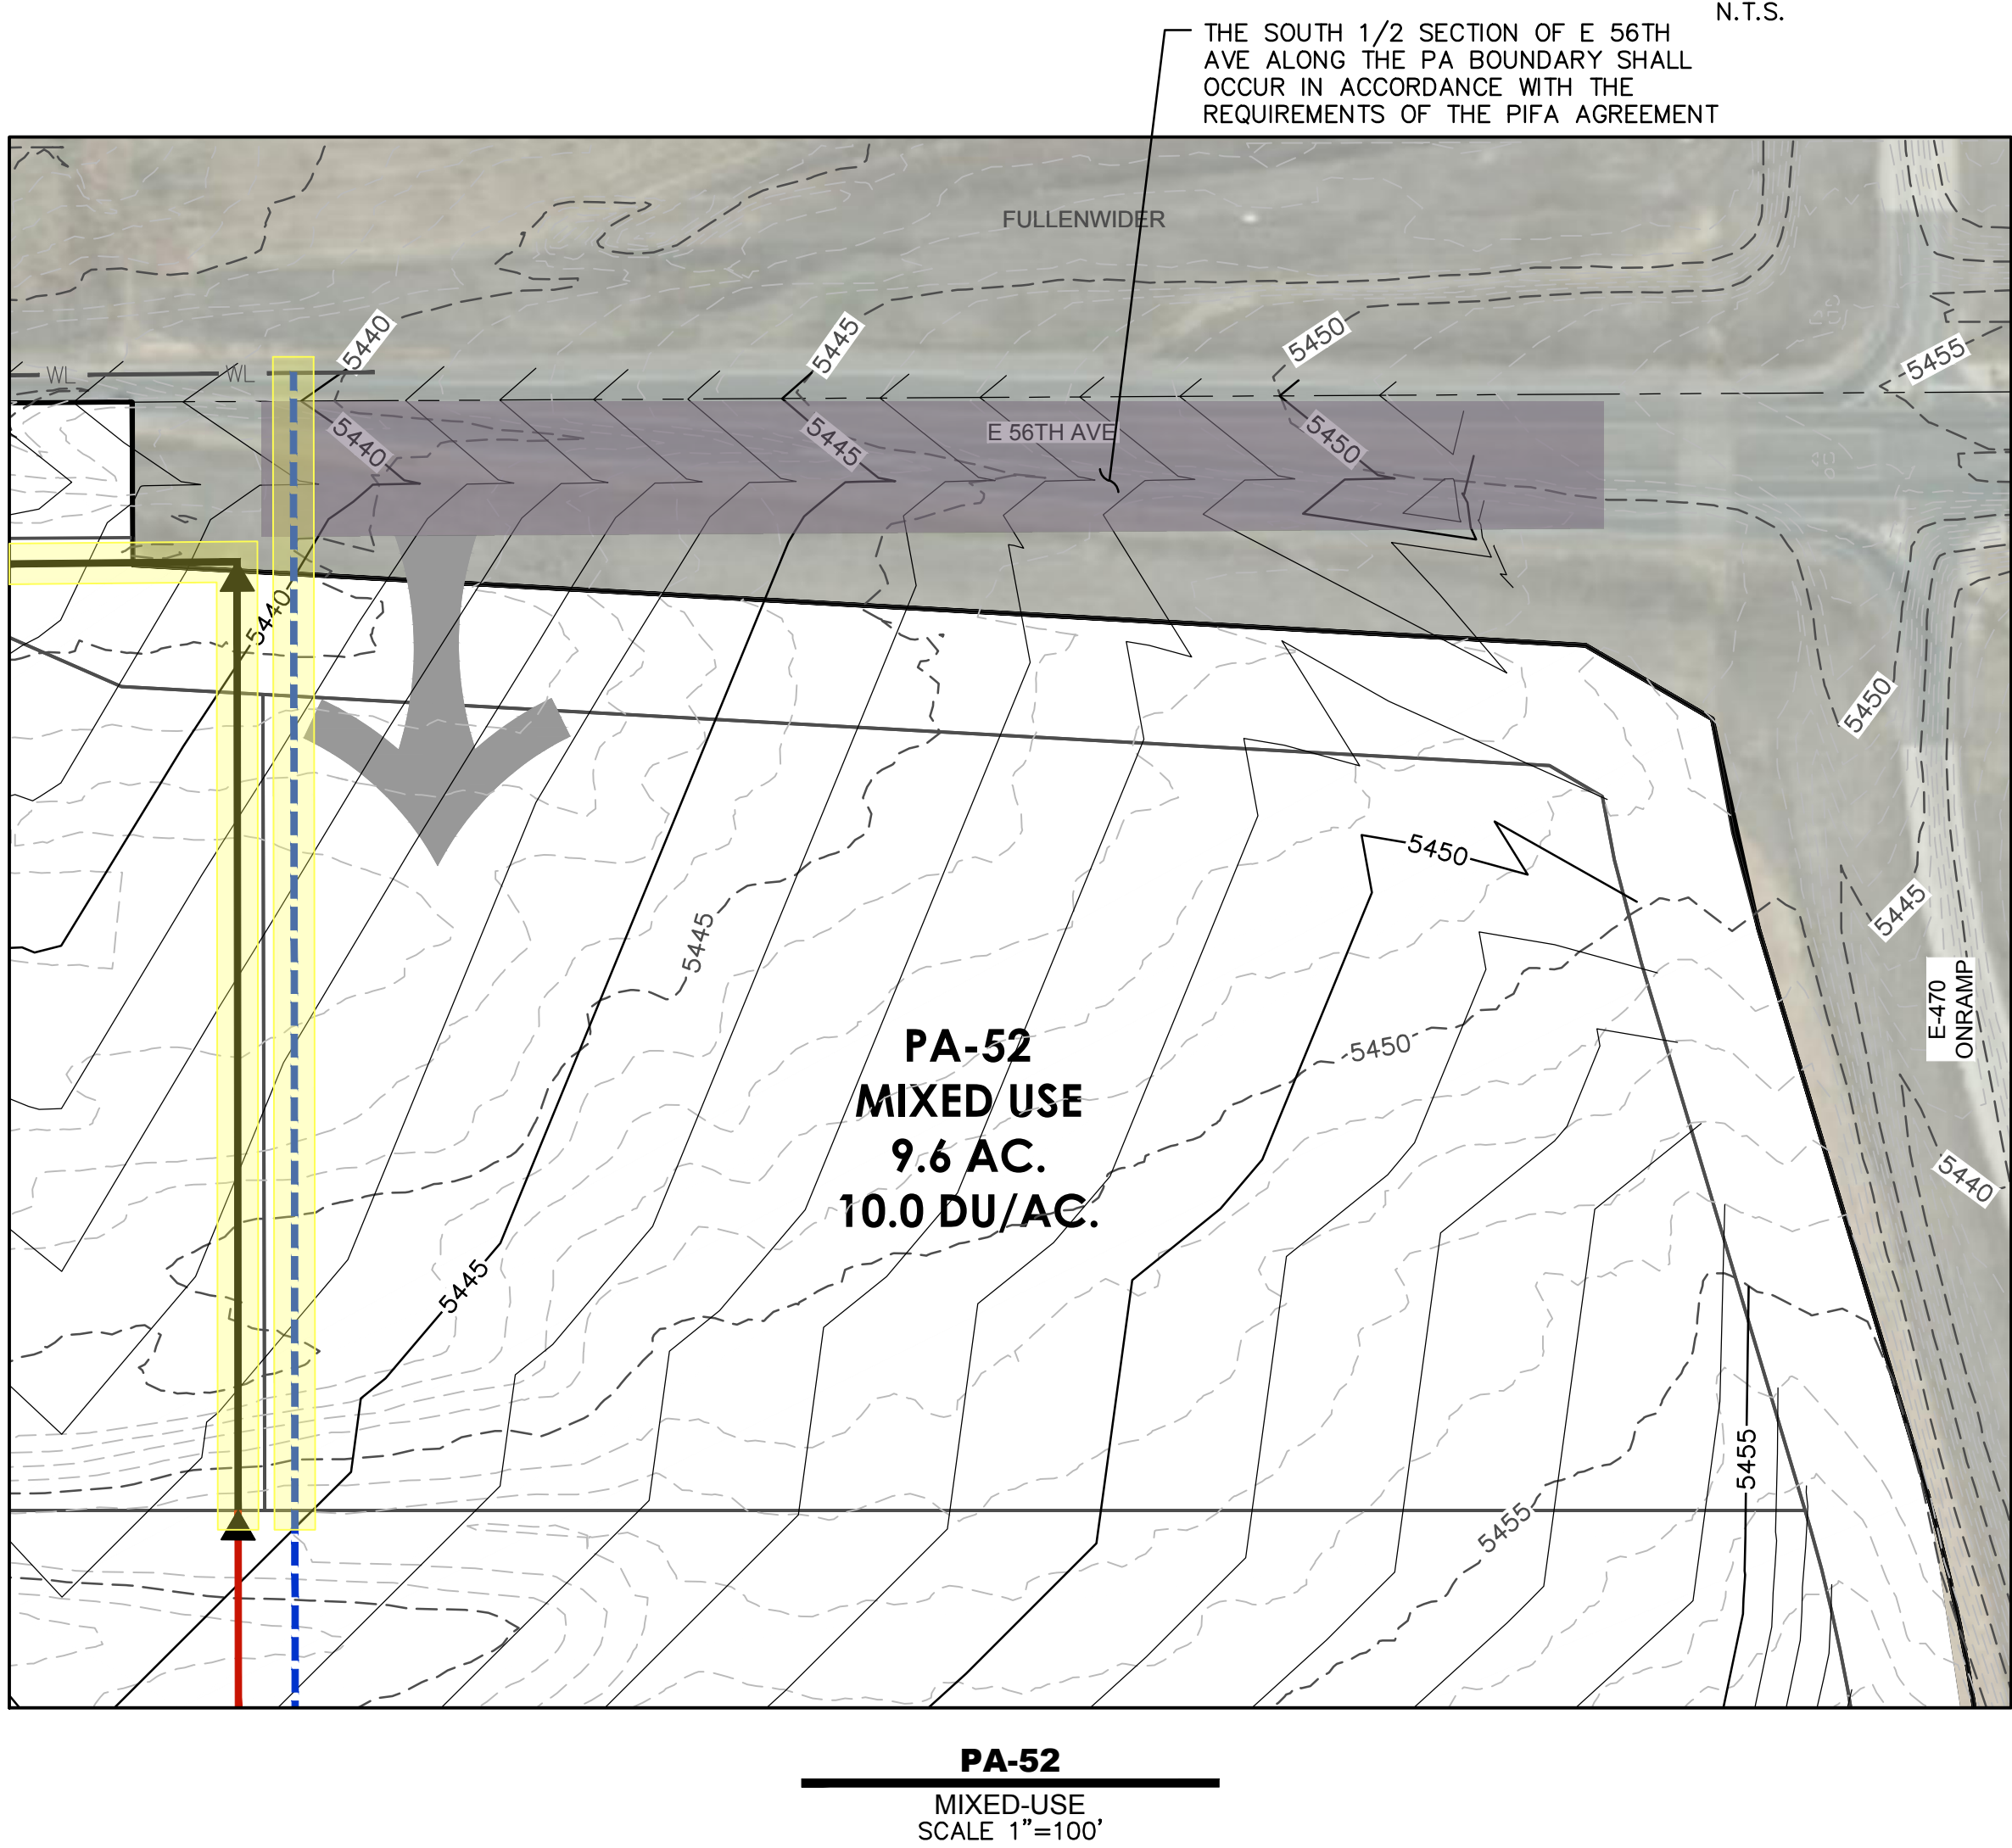 N.T.S.
THE SOUTH 1/2 SECTION OF E 56TH
AVE ALONG THE PA BOUNDARY SHALL
OCCUR IN ACCORDANCE WITH THE
REQUIREMENTS OF THE PIFA AGREEMENT
FULLENWIDER
5440
5445
5450
5455
WL
WL
5440
5445
E 56TH AVE
5450
5440
5450
5450
5445
5445
E-470
ONRAMP
5450
PA-52
MIXED USE
9.6 AC.
10.0 DU/AC.
5440
5445
5455
5455
PA-52
MIXED-USE
SCALE 1"=100'